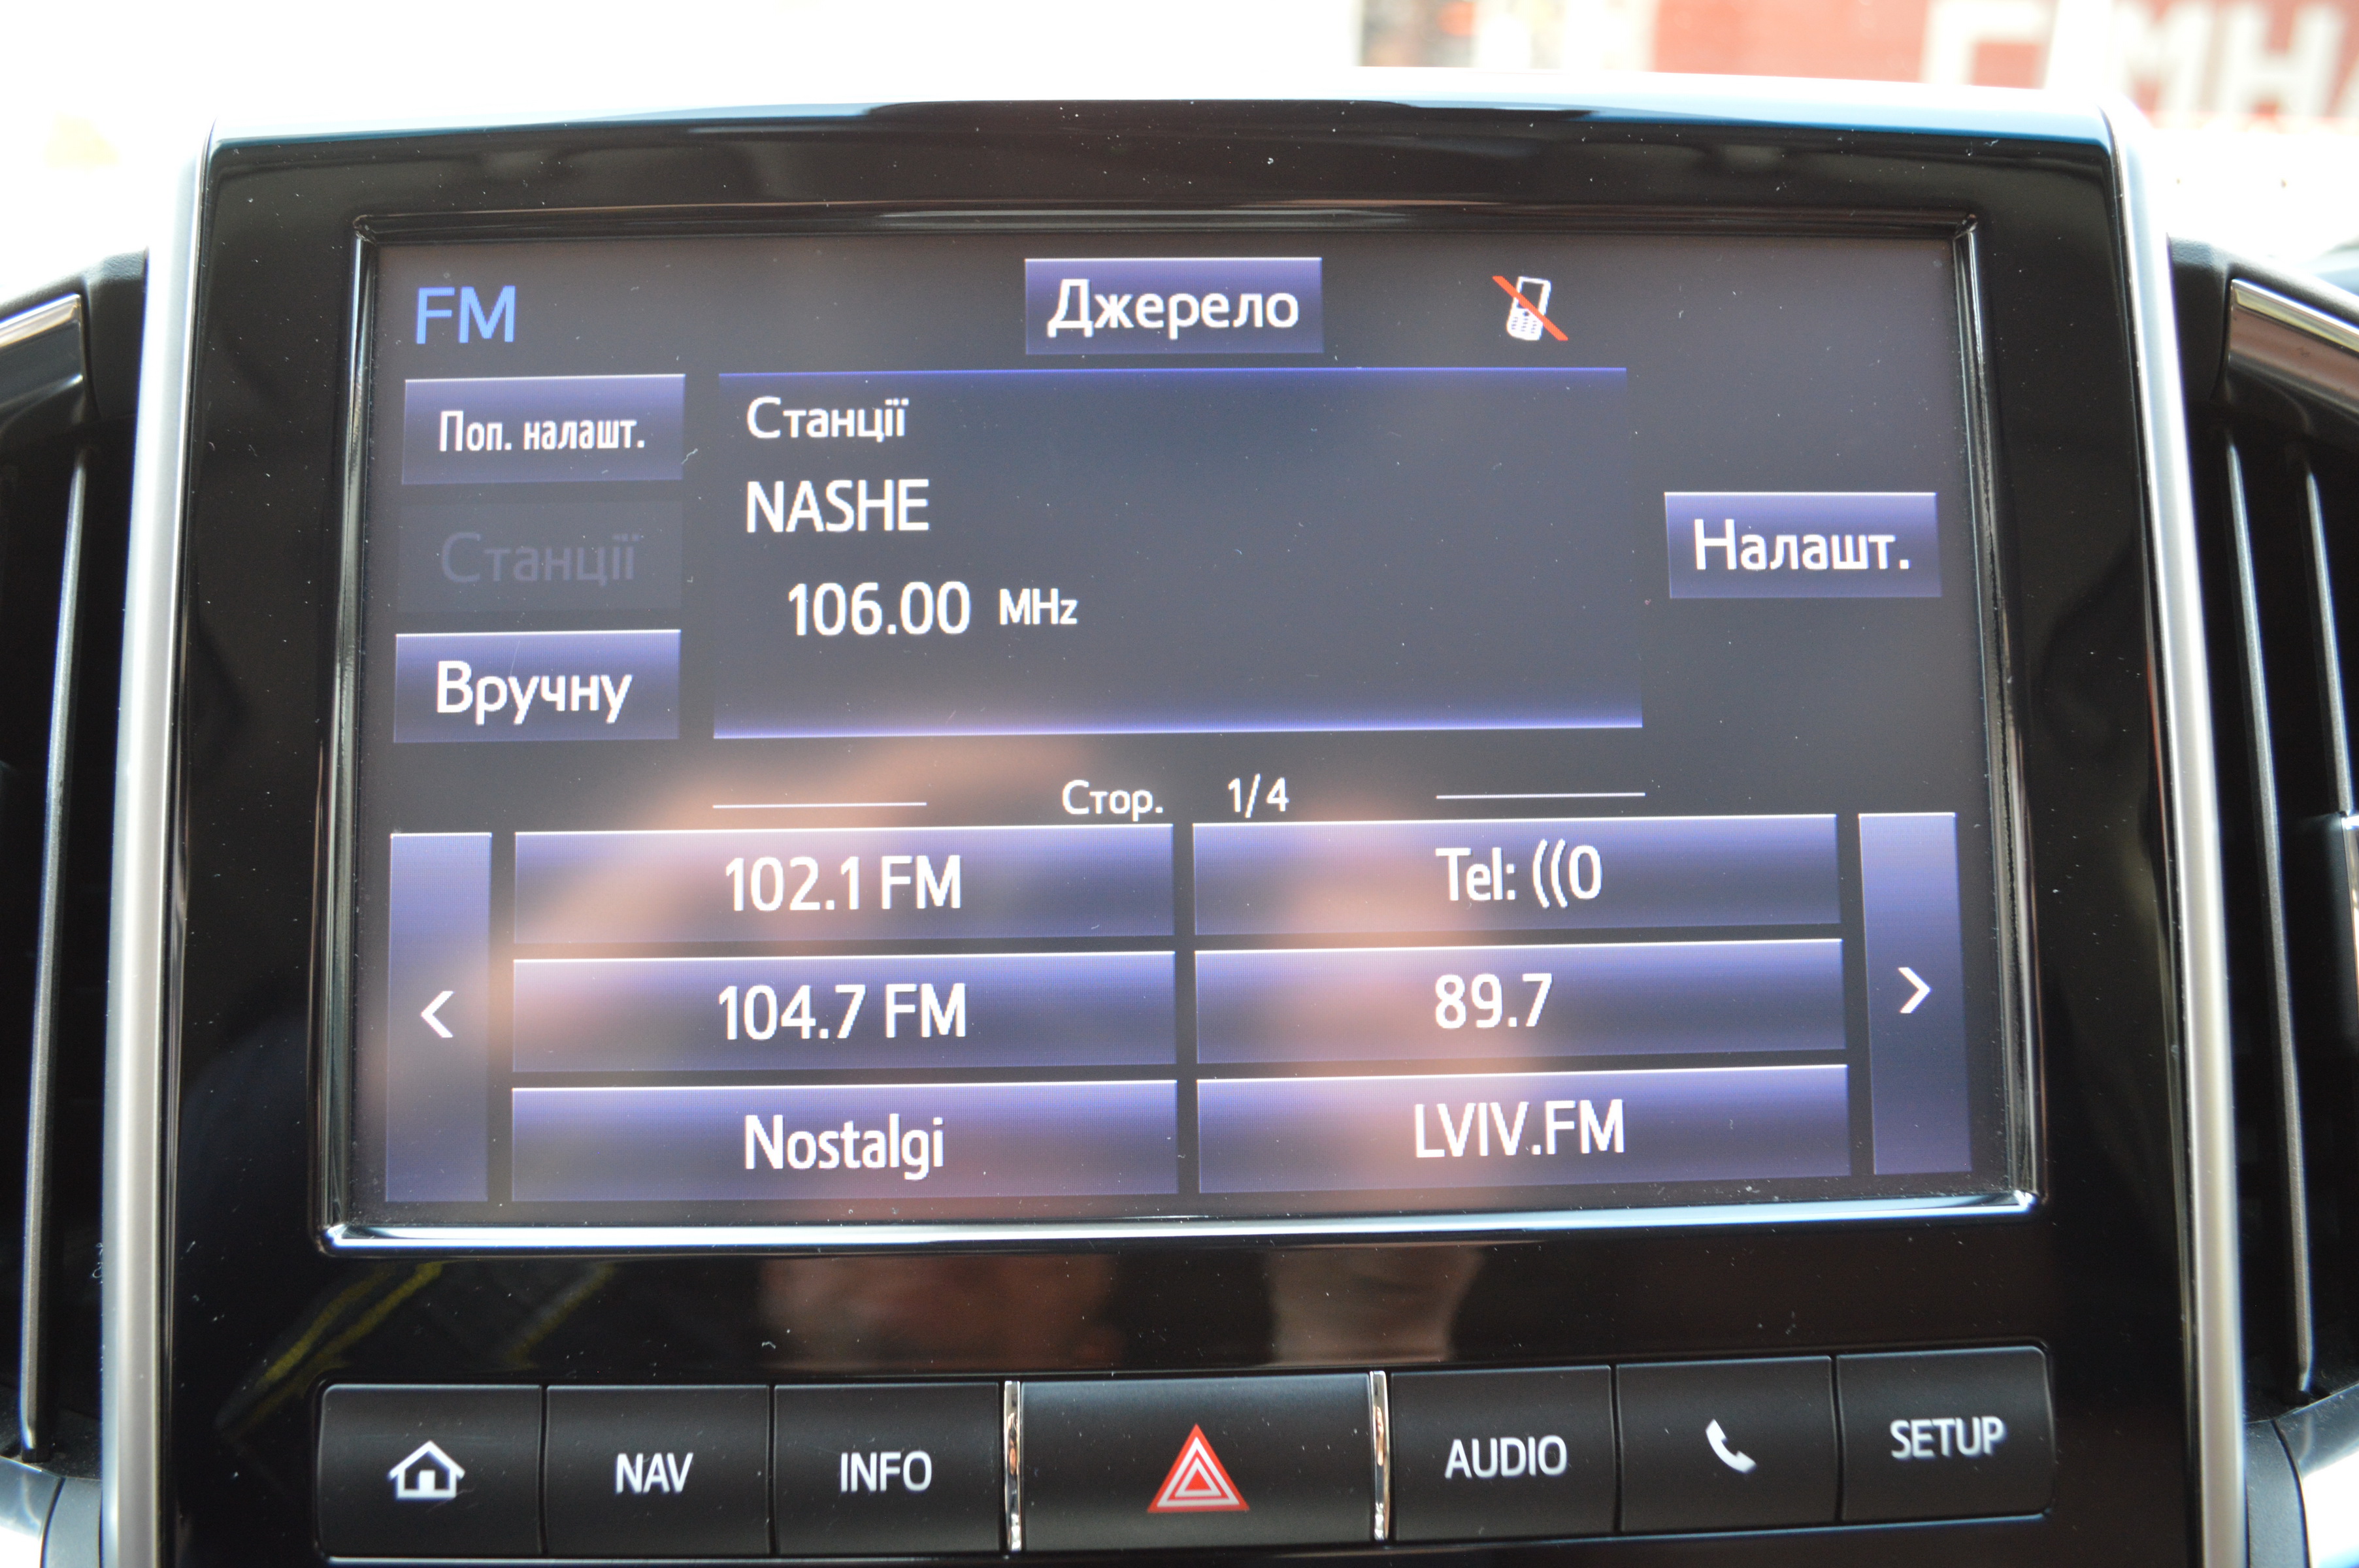 FM
Джерело
Поп. налашт.
Станції
Вручну
Станції
NASHE
106.00 MHz
Налашт.
Стор. 1/4
102.1 FM
Tel: ((0
104.7 FM
89.7
Nostalgi
LVIV.FM
<
>
NAV
INFO
AUDIO
SETUP